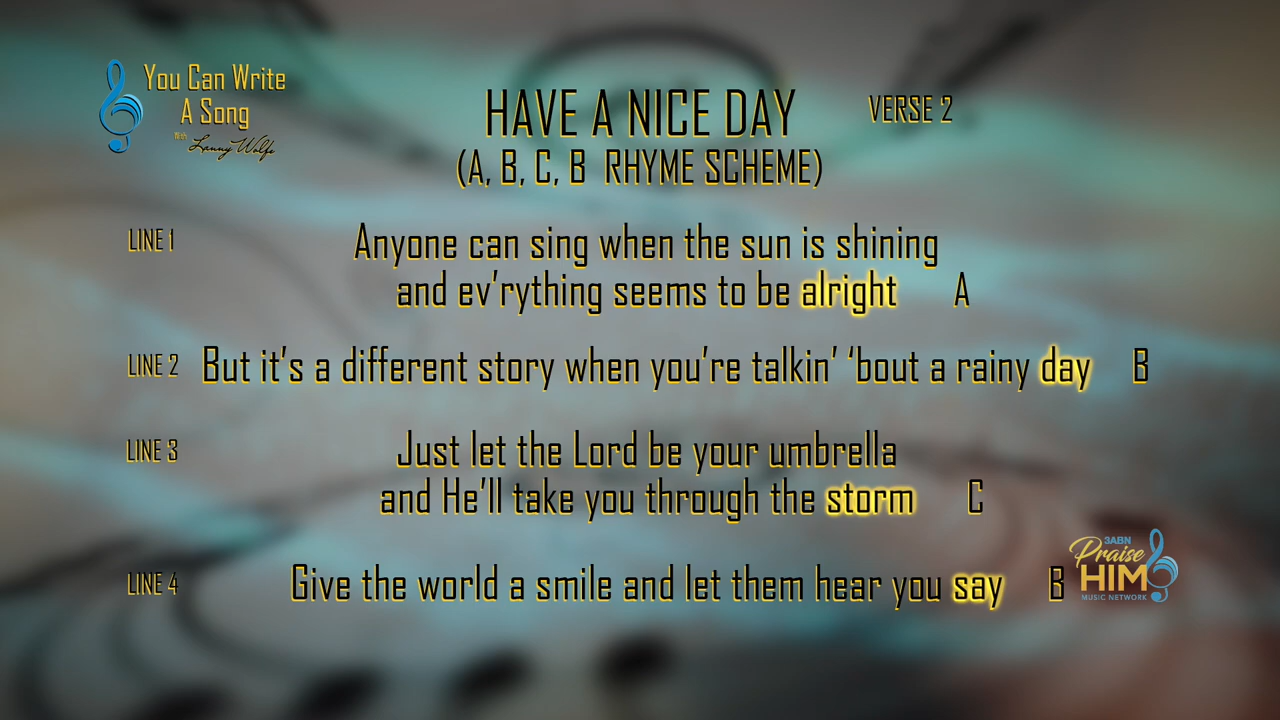 You Can Write
A Song
With
Lanny Wolfe
HAVE A NICE DAY
VERSE 2
(A, B, C, B RHYME SCHEME)
LINE 1
Anyone can sing when the sun is shining
and ev'rything seems to be alright A
LINE 2 But it's a different story when you're talkin' 'bout a rainy day B
LINE 3
Just let the Lord be your umbrella
and He'll take you through the storm C
LINE 4 Give the world a smile and let them hear you say B
3ABN
Praise
HIM
MUSIC NETWORK